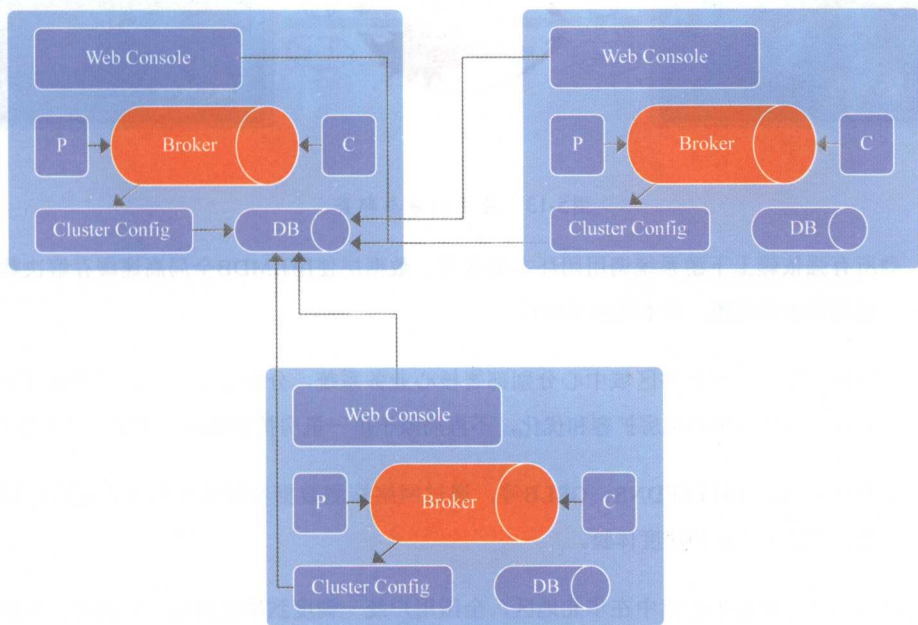 Web Console
P
Broker
C
Cluster Config
DB
Web Console
P
Broker
C
Cluster Config
DB
Web Console
P
Broker
C
Cluster Config
DB